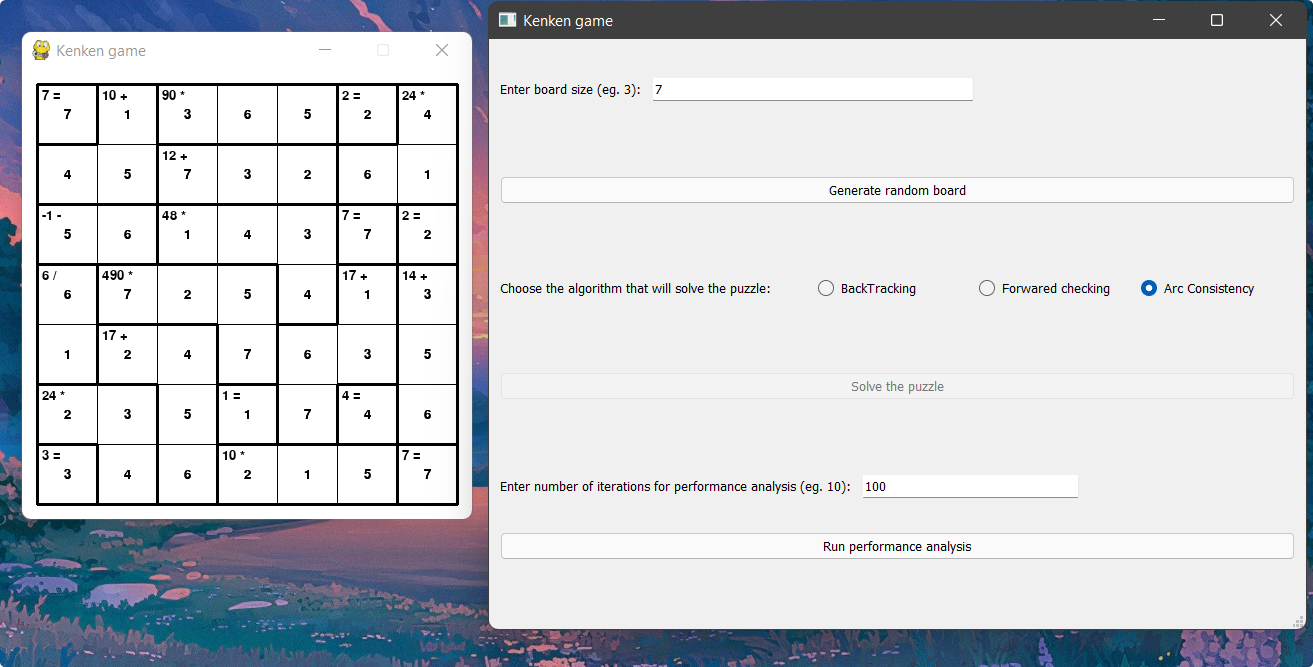 Kenken game
7 = 10 + 90 * 2 = 24 *
7 1 3 6 5 2 4
12 +
4 5 7 3 2 6 1
-1 - 48 * 7 = 2 =
5 6 1 4 3 7 2
6 / 490 * 17 + 14 +
6 7 2 5 4 1 3
17 +
1 2 4 7 6 3 5
24 * 1 = 4 =
2 3 5 1 7 4 6
3 = 10 * 7 =
3 4 6 2 1 5 7
Kenken game
Enter board size (eg. 3): 7
Generate random board
Choose the algorithm that will solve the puzzle: BackTracking Forwared checking Arc Consistency
Solve the puzzle
Enter number of iterations for performance analysis (eg. 10): 100
Run performance analysis